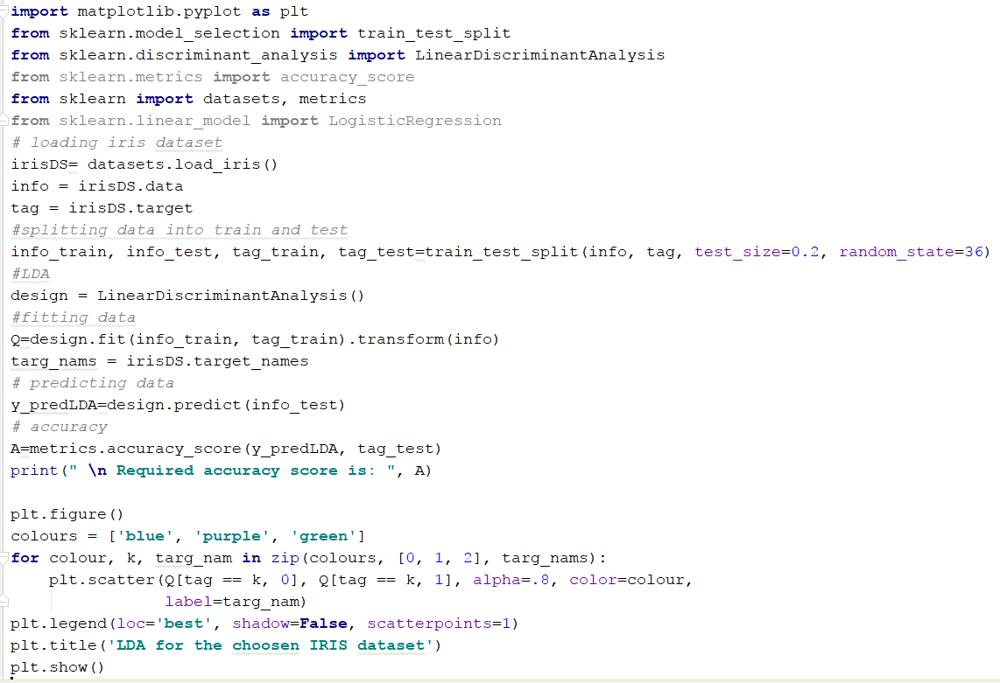 import matplotlib.pyplot as plt
from sklearn.model_selection import train_test_split
from sklearn.discriminant_analysis import LinearDiscriminantAnalysis
from sklearn.metrics import accuracy_score
from sklearn import datasets, metrics
from sklearn.linear_model import LogisticRegression
# loading iris dataset
irisDS= datasets.load_iris()
info = irisDS.data
tag = irisDS.target
#splitting data into train and test
info_train, info_test, tag_train, tag_test=train_test_split(info, tag, test_size=0.2, random_state=36)
#LDA
design = LinearDiscriminantAnalysis()
#fitting data
Q=design.fit(info_train, tag_train).transform(info)
targ_nams = irisDS.target_names
# predicting data
y_predLDA=design.predict(info_test)
# accuracy
A=metrics.accuracy_score(y_predLDA, tag_test)
print(" \n Required accuracy score is: ", A)

plt.figure()
colours = ['blue', 'purple', 'green']
for colour, k, targ_nam in zip(colours, [0, 1, 2], targ_nams):
    plt.scatter(Q[tag == k, 0], Q[tag == k, 1], alpha=.8, color=colour,
                label=targ_nam)
plt.legend(loc='best', shadow=False, scatterpoints=1)
plt.title('LDA for the choosen IRIS dataset')
plt.show()